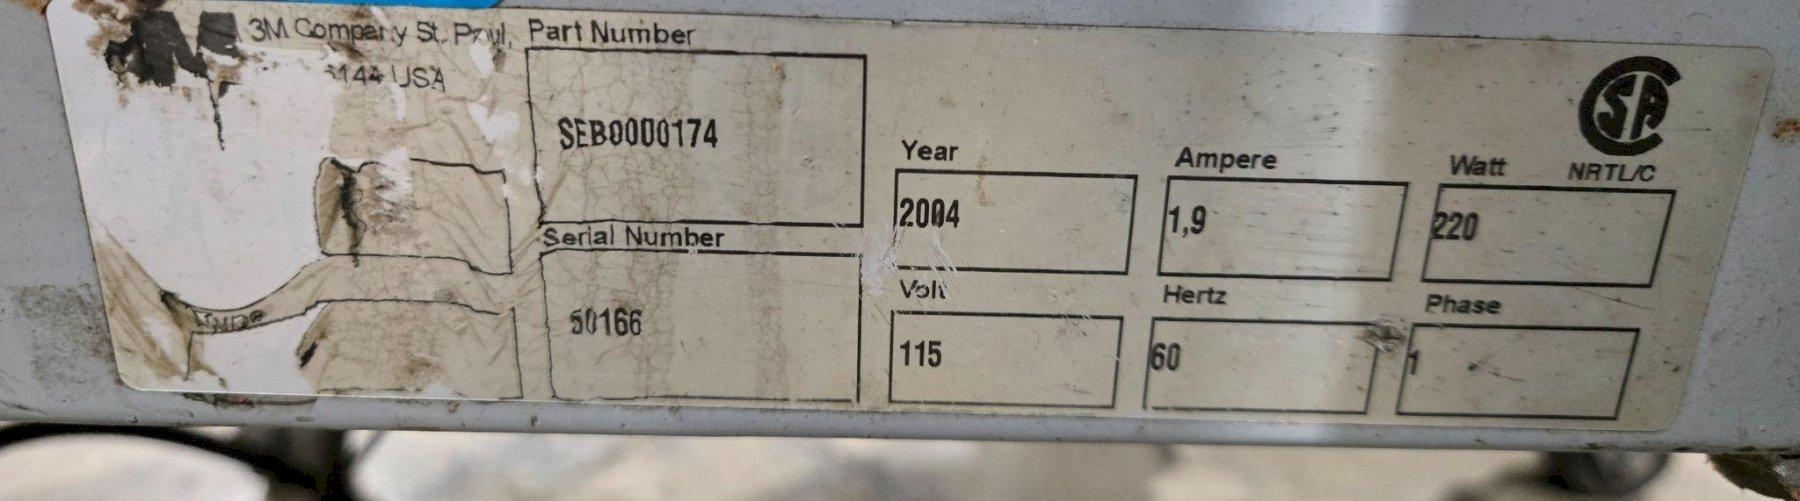 3M Company St. Paul,
144 USA
Part Number
SEB0000174
Serial Number
50166
Year
2004
Ampere
1,9
Watt
220
Volt
115
Hertz
60
Phase
1
NRTL/C